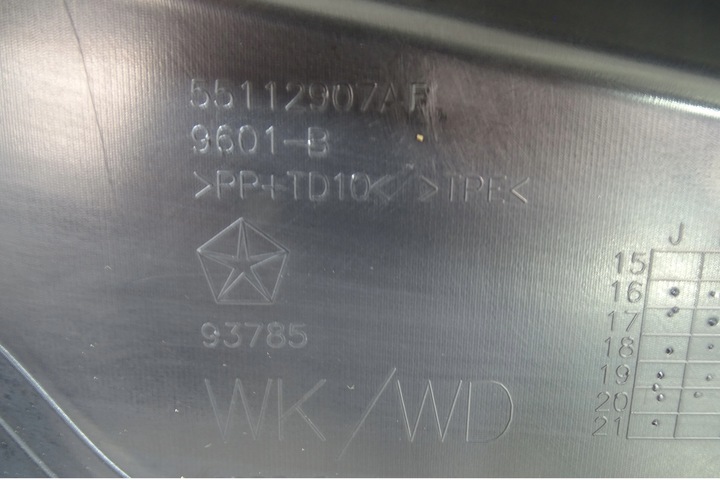 55112907AF
9601-B
>PP+TD10< >TPE<
93785
WK/WD
J
15
16
17
18
19
20
21